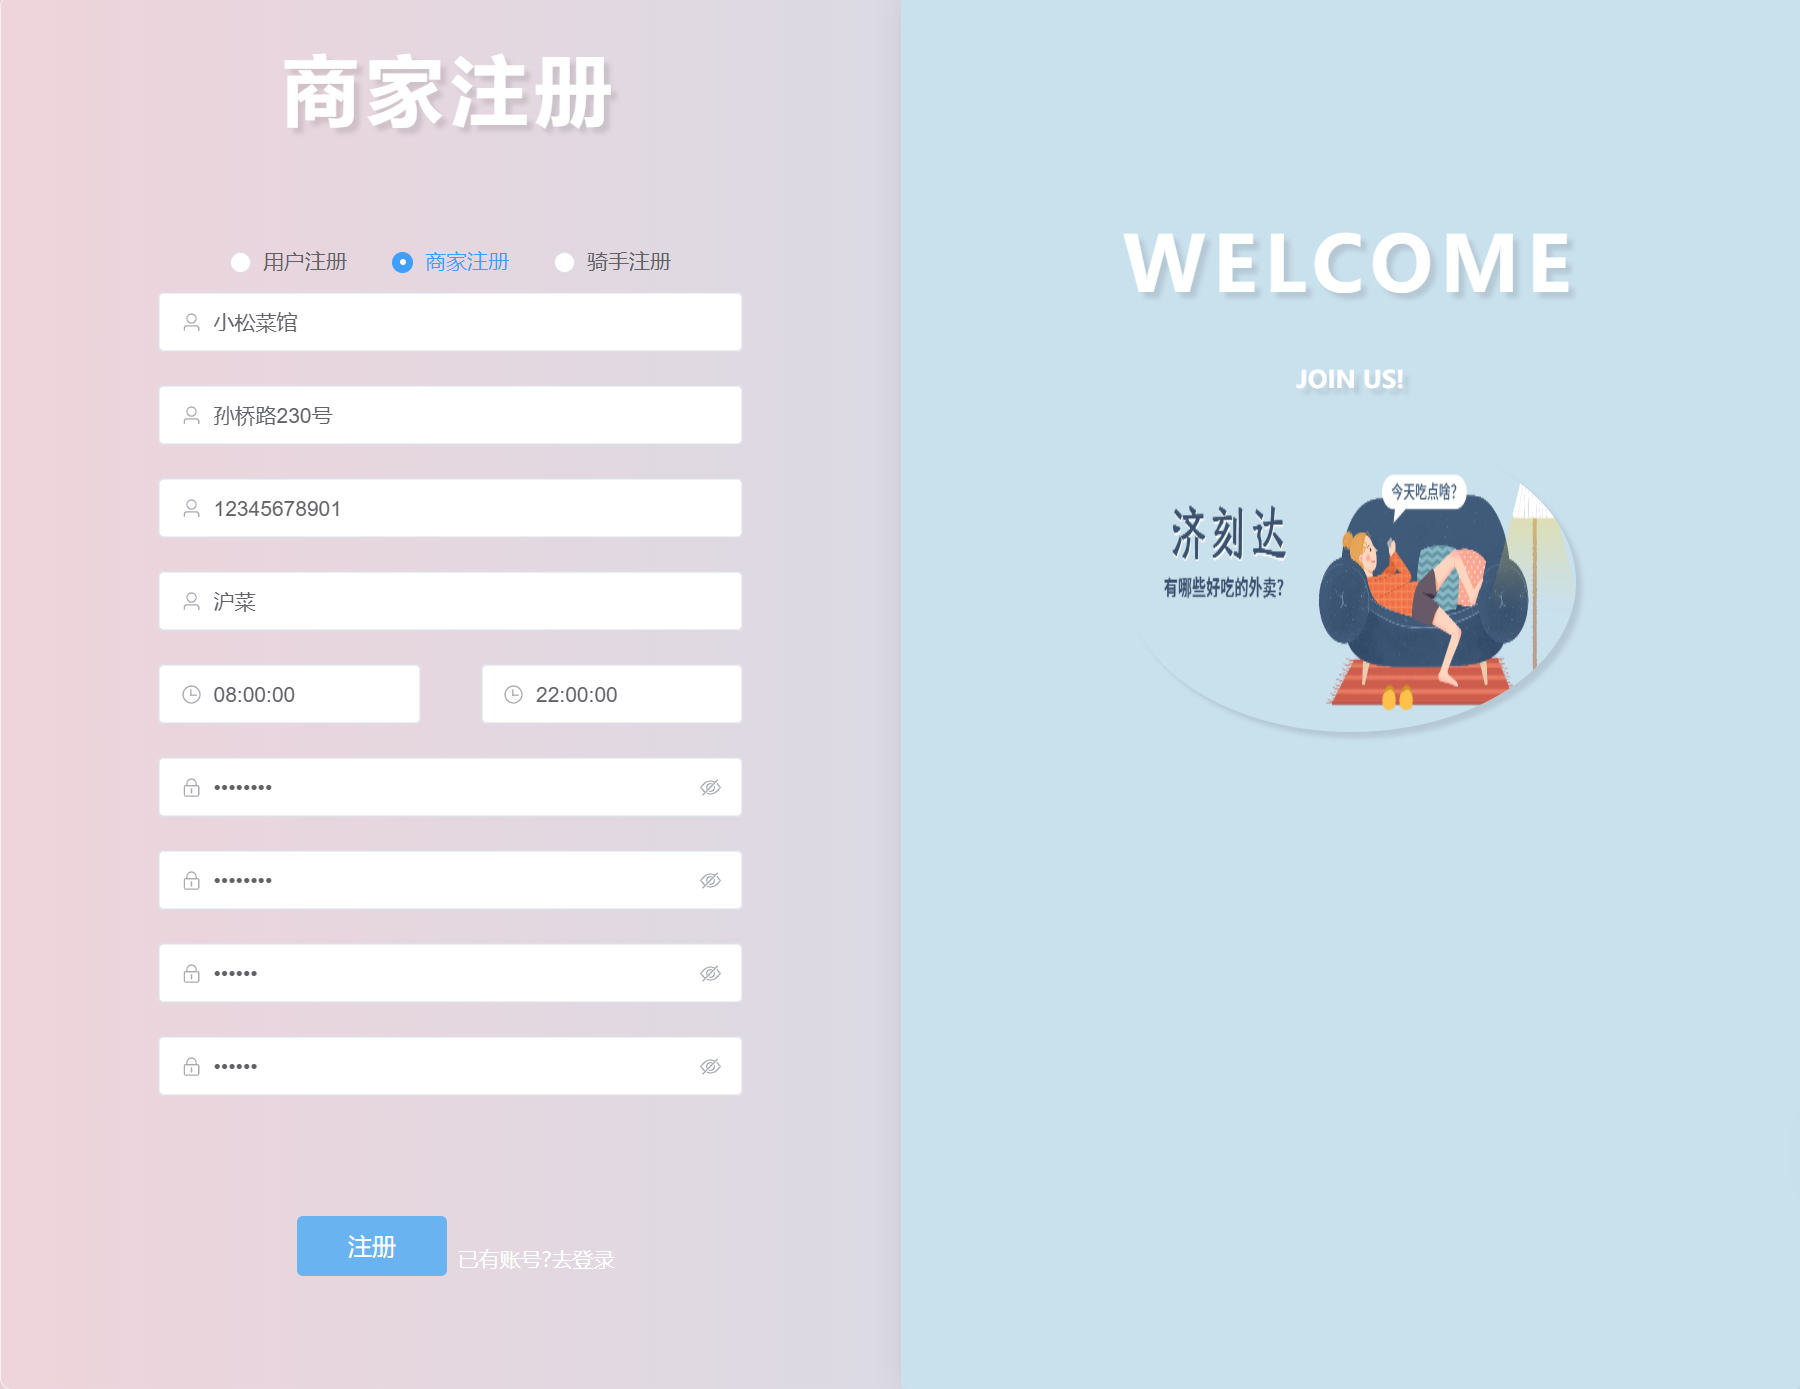 商家注册
用户注册 商家注册 骑手注册
小松菜馆
孙桥路230号
12345678901
沪菜
08:00:00 22:00:00
••••••••
••••••••
••••••
••••••
注册 已有账号?去登录
WELCOME
JOIN US!
今天吃点啥?
济刻达
有哪些好吃的外卖?